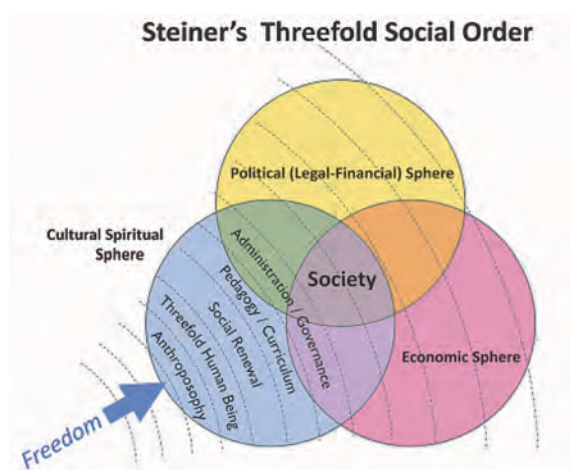 Steiner's Threefold Social Order
Political (Legal-Financial) Sphere
Cultural Spiritual
Sphere
Administration / Governance
Pedagogy / Curriculum
Social Renewal
Threefold Human Being
Anthroposophy
Society
Economic Sphere
Freedom